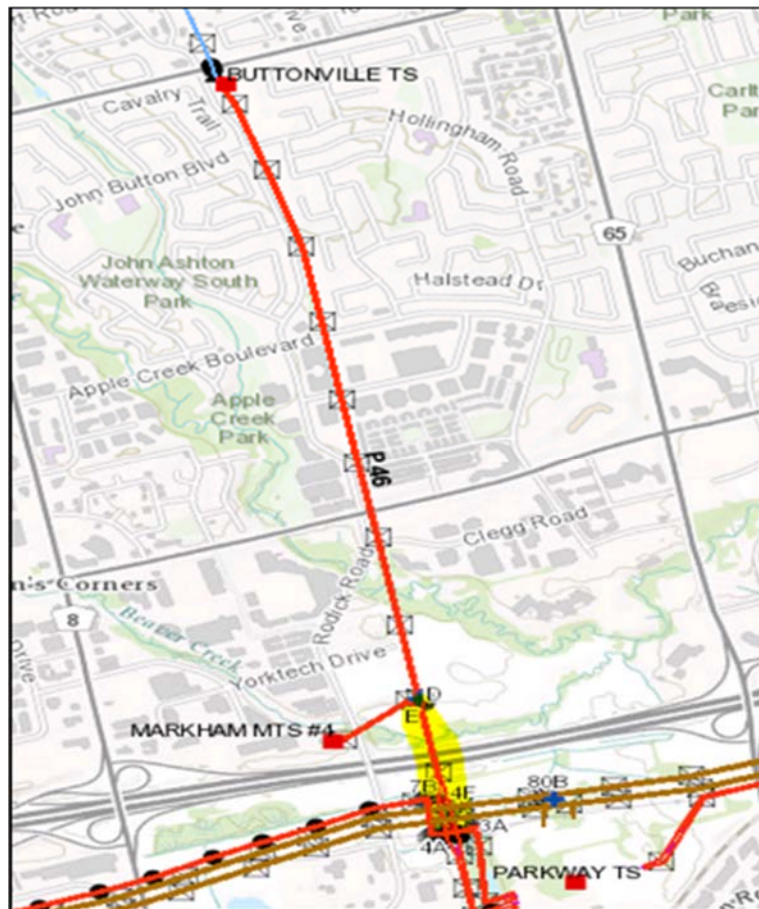 Park
BUTTONVILLE TS
Cavalry
Trail
Hollingham
Road
John Button Blvd
65
John Ashton
Waterway South
Park
Halstead Dr
Apple Creek Boulevard
Apple
Creek
Park
P46
Clegg Road
Rodick Road
n's Corners
8
Beaver Creek
Yorktech Drive
D
E
MARKHAM MTS #4
7B
4F
80B
3A
4A
PARKWAY TS